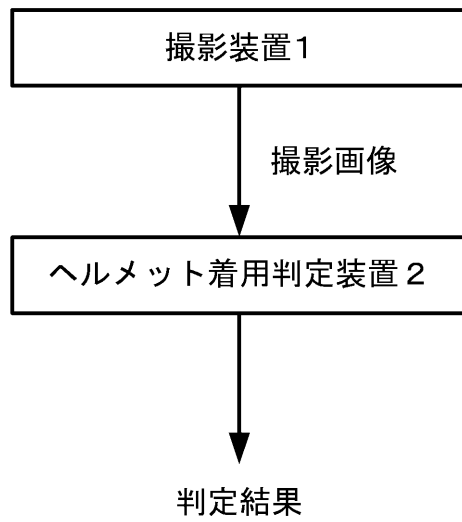 撮影装置1
撮影画像
ヘルメット着用判定装置２
判定結果